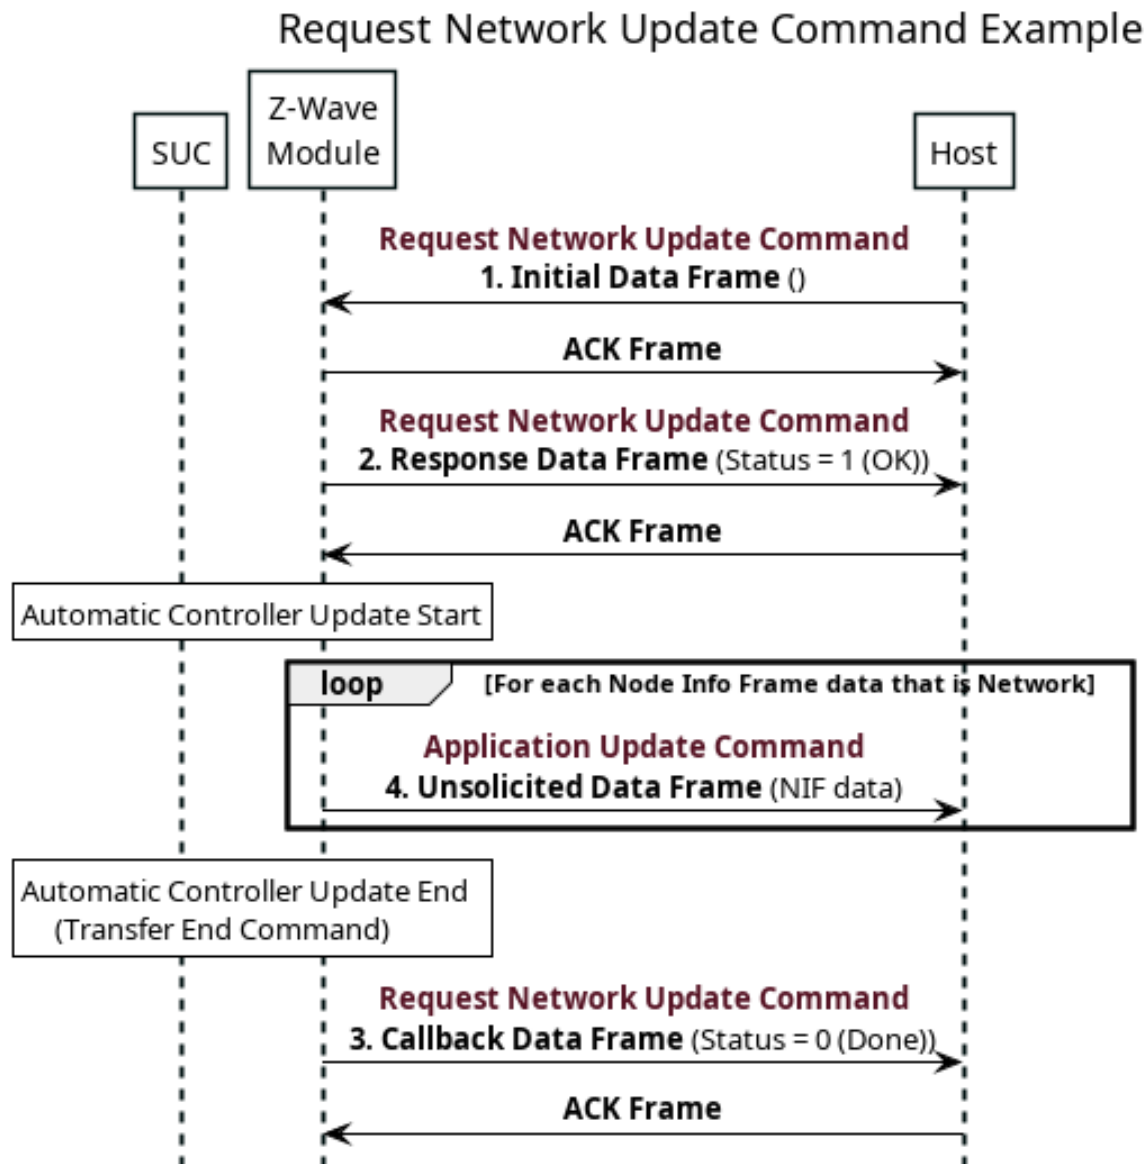 Request Network Update Command Example
SUC
Z-Wave
Module
Host
Request Network Update Command
1. Initial Data Frame ()
ACK Frame
Request Network Update Command
2. Response Data Frame (Status = 1 (OK))
ACK Frame
Automatic Controller Update Start
loop [For each Node Info Frame data that is Network]
Application Update Command
4. Unsolicited Data Frame (NIF data)
Automatic Controller Update End
(Transfer End Command)
Request Network Update Command
3. Callback Data Frame (Status = 0 (Done))
ACK Frame